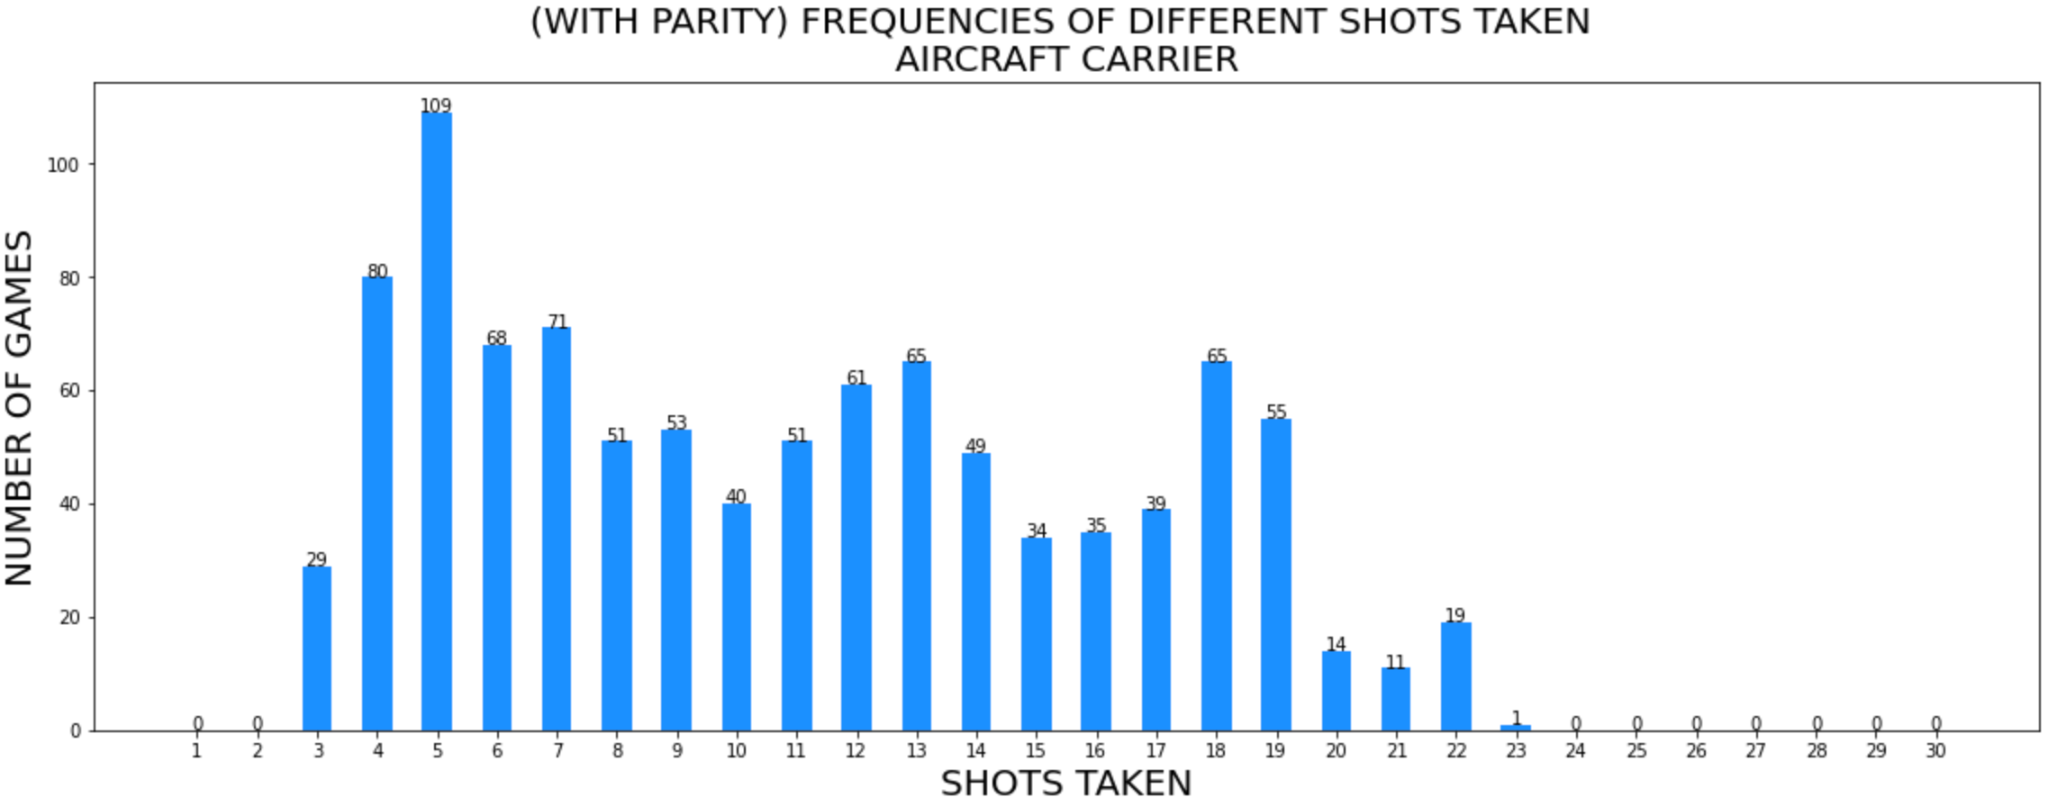 (WITH PARITY) FREQUENCIES OF DIFFERENT SHOTS TAKEN
AIRCRAFT CARRIER
NUMBER OF GAMES
100
80
60
40
20
0
0 0 29 80 109 68 71 51 53 40 51 61 65 49 34 35 39 65 55 14 11 19 1 0 0 0 0 0 0 0
1 2 3 4 5 6 7 8 9 10 11 12 13 14 15 16 17 18 19 20 21 22 23 24 25 26 27 28 29 30
SHOTS TAKEN